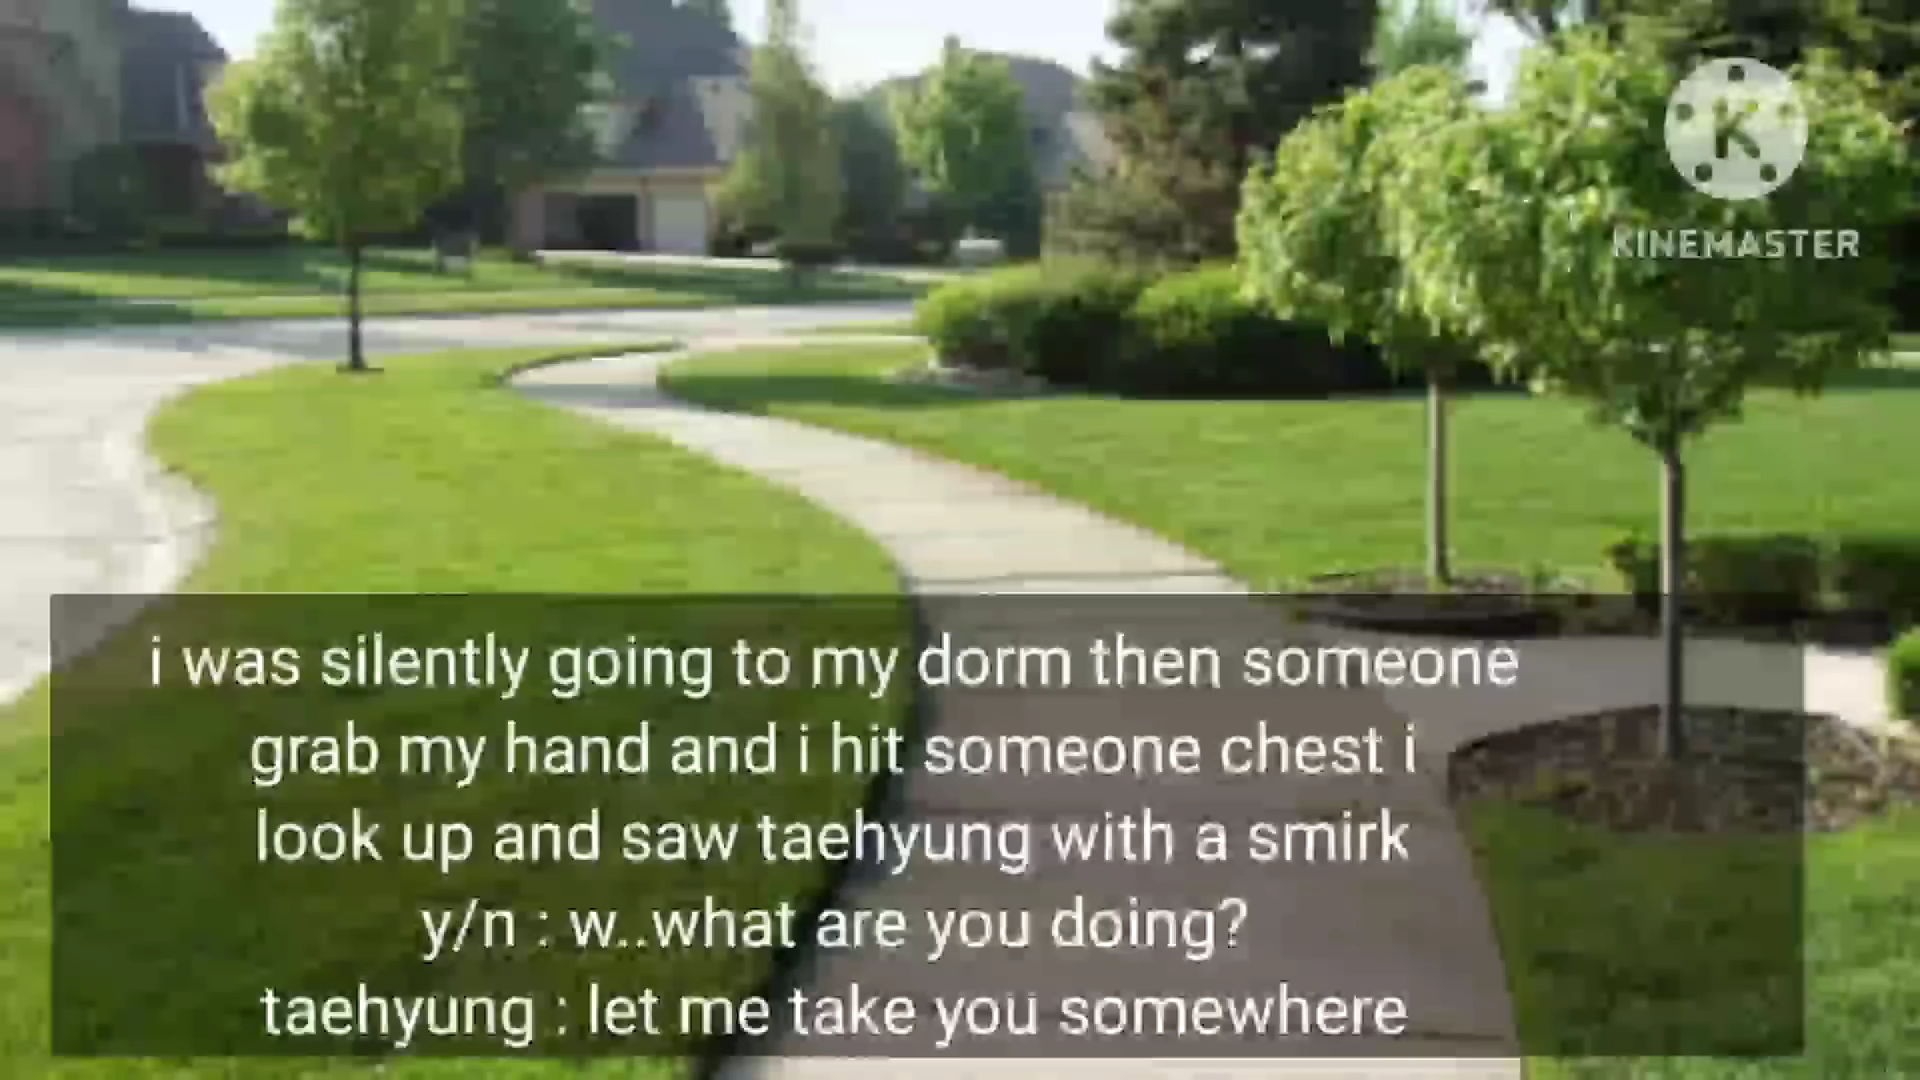 K
KINEMASTER
i was silently going to my dorm then someone
grab my hand and i hit someone chest i
look up and saw taehyung with a smirk
y/n : w..what are you doing?
taehyung : let me take you somewhere